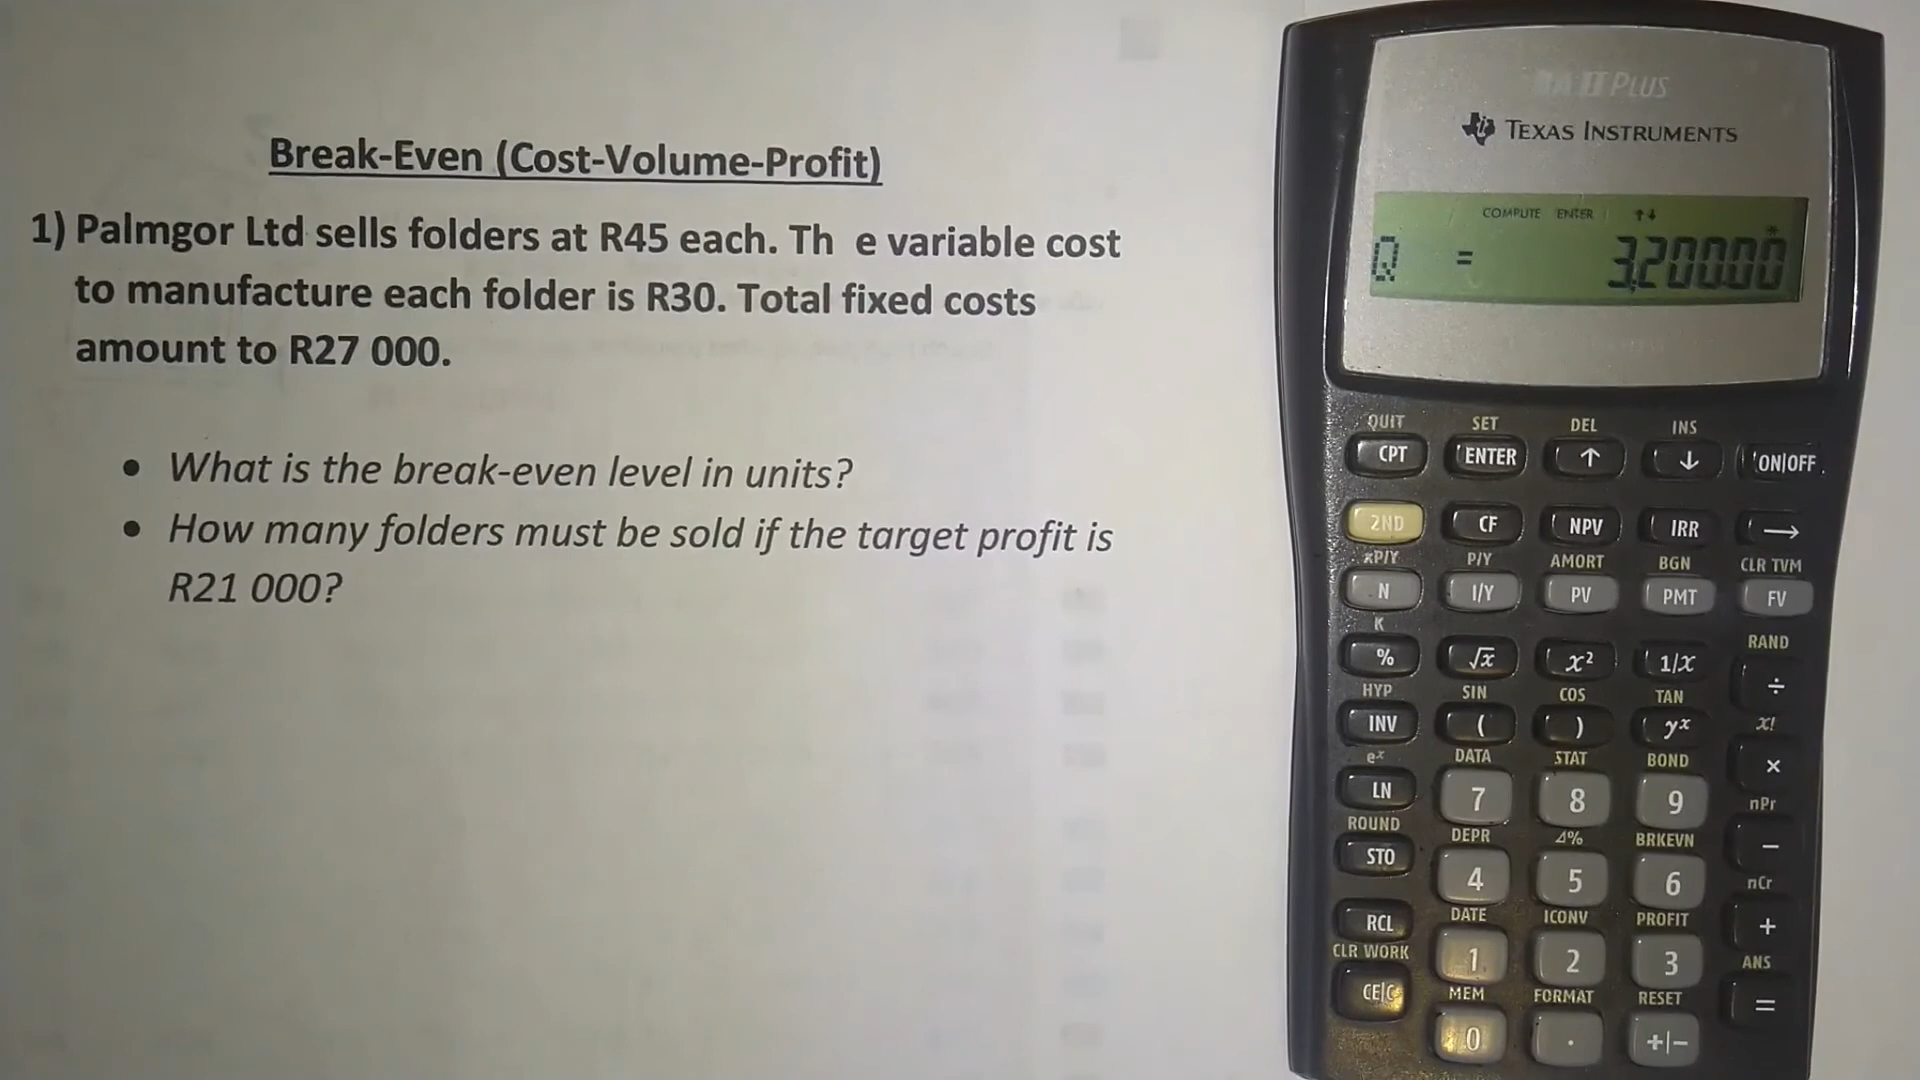 Break-Even (Cost-Volume-Profit)
1) Palmgor Ltd sells folders at R45 each. Th e variable cost
to manufacture each folder is R30. Total fixed costs
amount to R27 000.
• What is the break-even level in units?
• How many folders must be sold if the target profit is
R21 000?
BA II PLUS
TEXAS INSTRUMENTS
COMPUTE ENTER ↑↓
Q = 3,200.00
QUIT SET DEL INS
CPT ENTER ↑ ↓ ON|OFF
2ND CF NPV IRR →
xP/Y P/Y AMORT BGN CLR TVM
N I/Y PV PMT FV
K RAND
% √x x² 1/x ÷
HYP SIN COS TAN x!
INV ( ) yˣ ×
eˣ DATA STAT BOND nPr
LN 7 8 9 −
ROUND DEPR Δ% BRKEVN nCr
STO 4 5 6 +
DATE ICONV PROFIT ANS
RCL 1 2 3 =
CLR WORK MEM FORMAT RESET
CE|C 0 . +|−